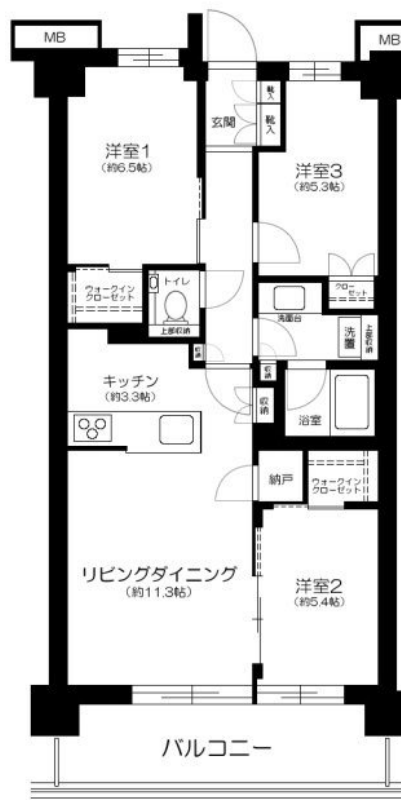 MB
MB
玄関
靴入
靴入
洋室1
(約6.5帖)
洋室3
(約5.3帖)
ウォークイン
クローゼット
トイレ
上部収納
クロー
ゼット
洗面台
洗置
上部収納
収納
収納
収納
キッチン
(約3.3帖)
浴室
納戸
ウォークイン
クローゼット
リビングダイニング
(約11.3帖)
洋室2
(約5.4帖)
バルコニー